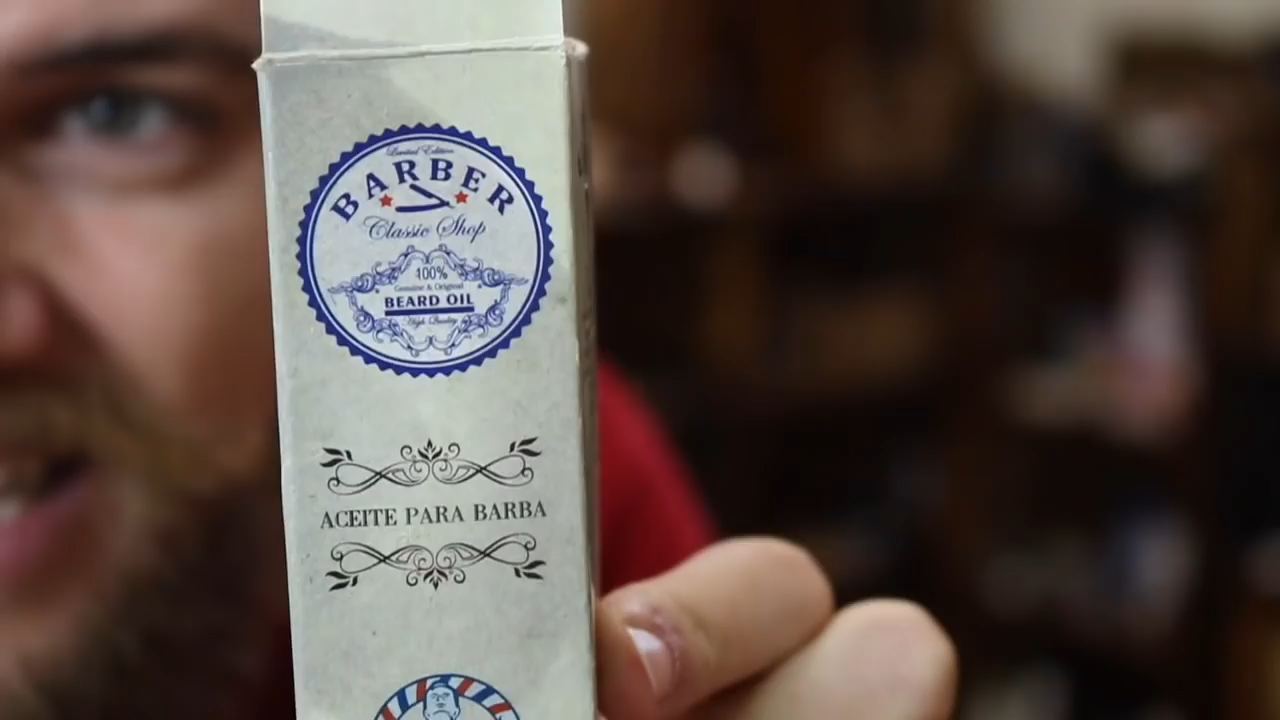 Limited Edition
BARBER
Classic Shop
100%
Genuine & Original
BEARD OIL
High Quality
ACEITE PARA BARBA